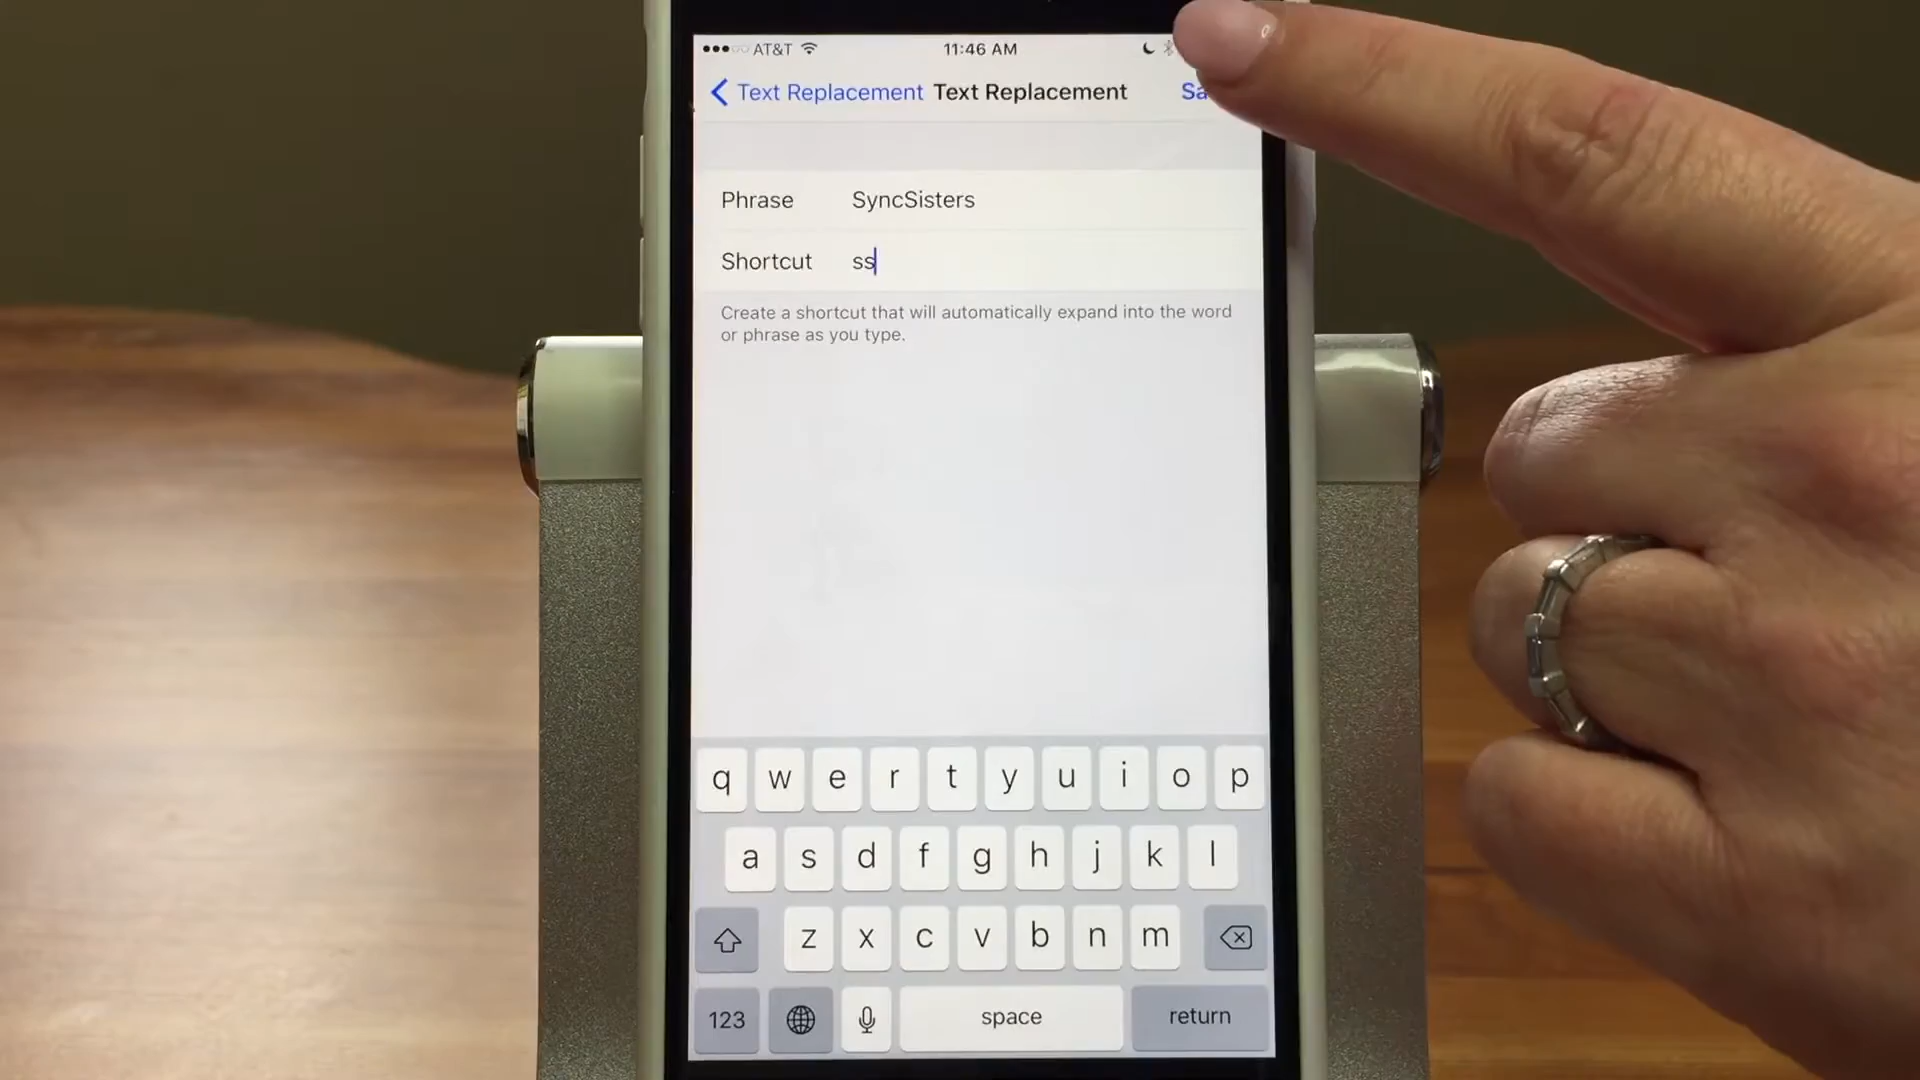 AT&T 11:46 AM
Text Replacement Text Replacement
Phrase SyncSisters
Shortcut ss
Create a shortcut that will automatically expand into the word
or phrase as you type.
q w e r t y u i o p
a s d f g h j k l
z x c v b n m
123 space return